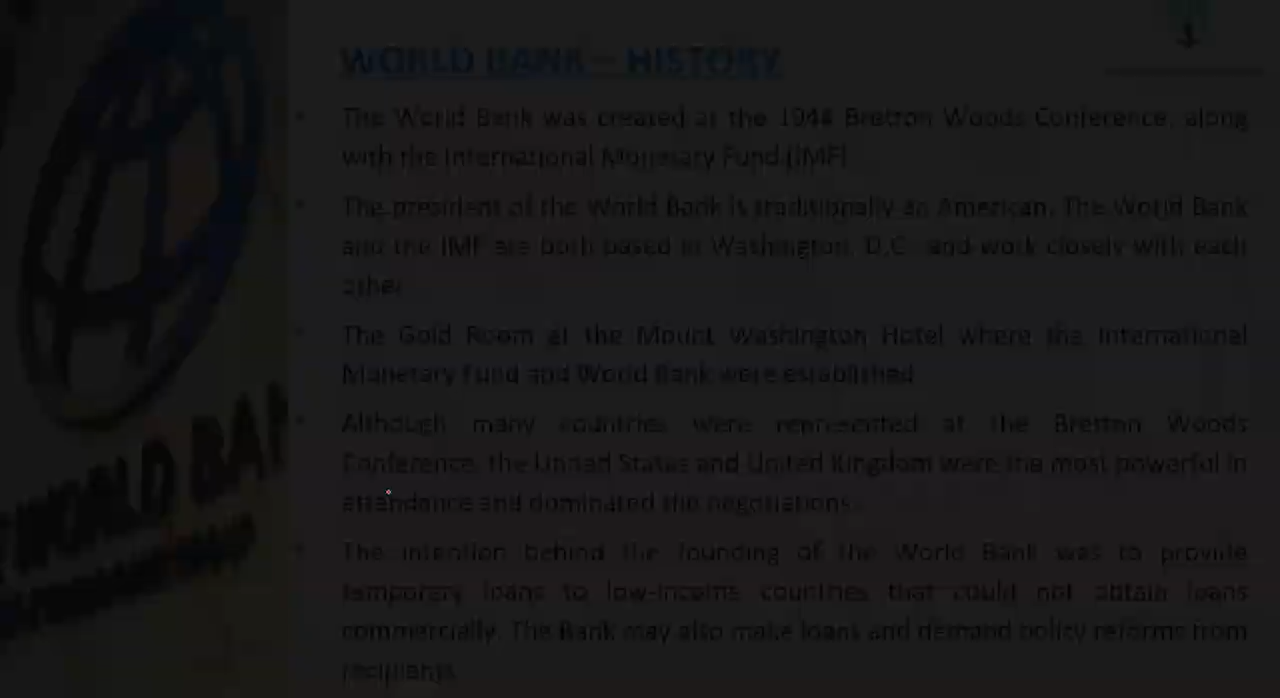 4
WORLD BANK – HISTORY
The World Bank was created at the 1944 Bretton Woods Conference, along
with the International Monetary Fund (IMF)
The president of the World Bank is traditionally an American. The World Bank
and the IMF are both based in Washington, D.C., and work closely with each
other.
The Gold Room at the Mount Washington Hotel where the International
Monetary Fund and World Bank were established
Although many countries were represented at the Bretton Woods
Conference, the United States and United Kingdom were the most powerful in
attendance and dominated the negotiations.
The intention behind the founding of the World Bank was to provide
temporary loans to low-income countries that could not obtain loans
commercially. The Bank may also make loans and demand policy reforms from
recipients.
WORLD BAN